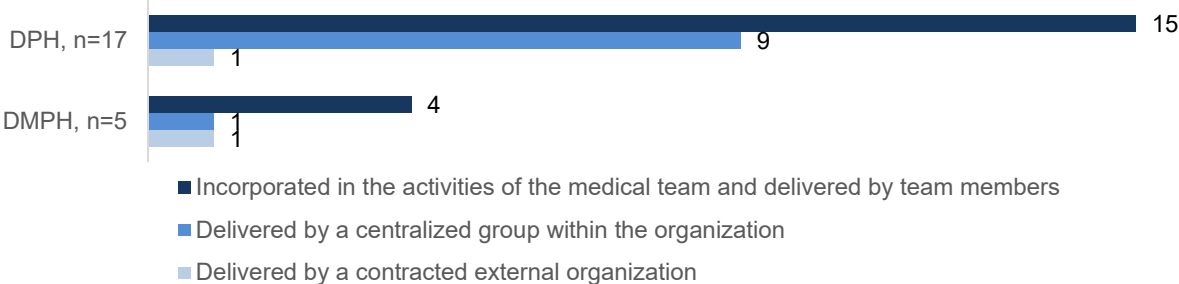 DPH, n=17
15
9
1
DMPH, n=5
4
1
1
Incorporated in the activities of the medical team and delivered by team members
Delivered by a centralized group within the organization
Delivered by a contracted external organization